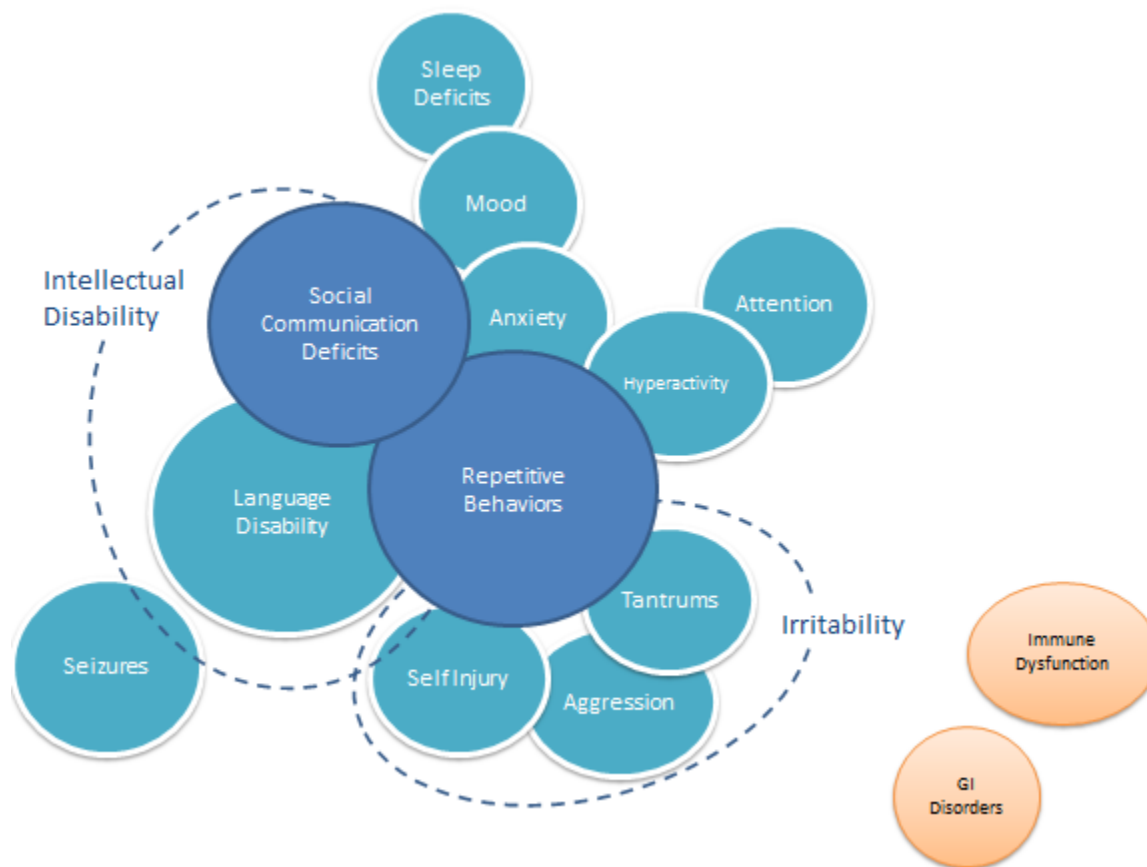 Sleep
Deficits
Mood
Intellectual
Disability
Social
Communication
Deficits
Anxiety
Attention
Hyperactivity
Language
Disability
Repetitive
Behaviors
Seizures
Self Injury
Aggression
Tantrums
Irritability
Immune
Dysfunction
GI
Disorders